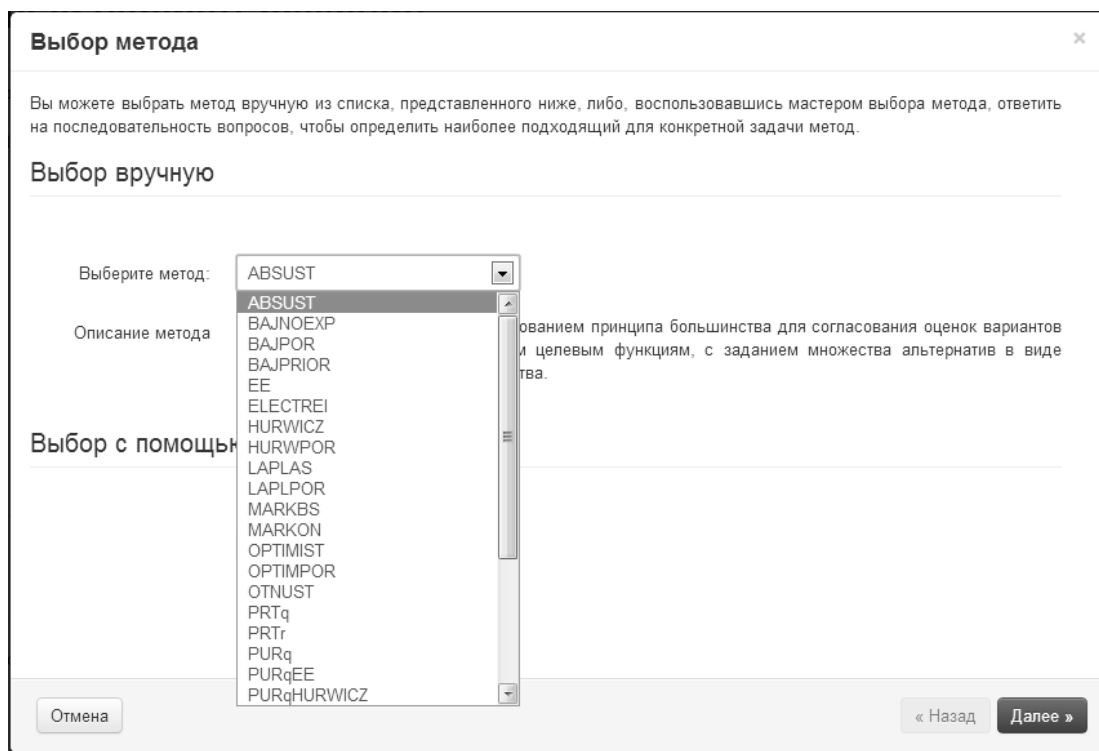 Выбор метода
×
Вы можете выбрать метод вручную из списка, представленного ниже, либо, воспользовавшись мастером выбора метода, ответить
на последовательность вопросов, чтобы определить наиболее подходящий для конкретной задачи метод.
Выбор вручную
Выберите метод: ABSUST
ABSUST
Описание метода
BAJNOEXP
BAJPOR
BAJPRIOR
EE
ELECTREI
HURWICZ
HURWPOR
LAPLAS
LAPLPOR
MARKBS
MARKON
OPTIMIST
OPTIMPOR
OTNUST
PRTq
PRTr
PURq
PURqEE
PURqHURWICZ
ованием принципа большинства для согласования оценок вариантов
целевым функциям, с заданием множества альтернатив в виде
тва.
Выбор с помощью
Отмена
« Назад Далее »